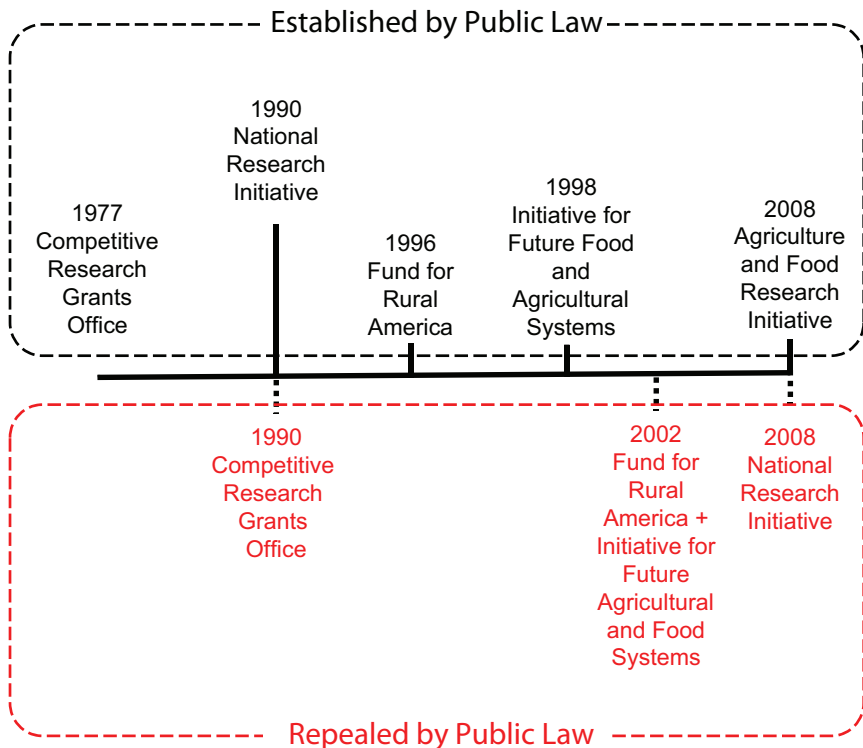 Established by Public Law
1977
Competitive
Research
Grants
Office
1990
National
Research
Initiative
1996
Fund for
Rural
America
1998
Initiative for
Future Food
and
Agricultural
Systems
2008
Agriculture
and Food
Research
Initiative
1990
Competitive
Research
Grants
Office
2002
Fund for
Rural
America +
Initiative for
Future
Agricultural
and Food
Systems
2008
National
Research
Initiative
Repealed by Public Law